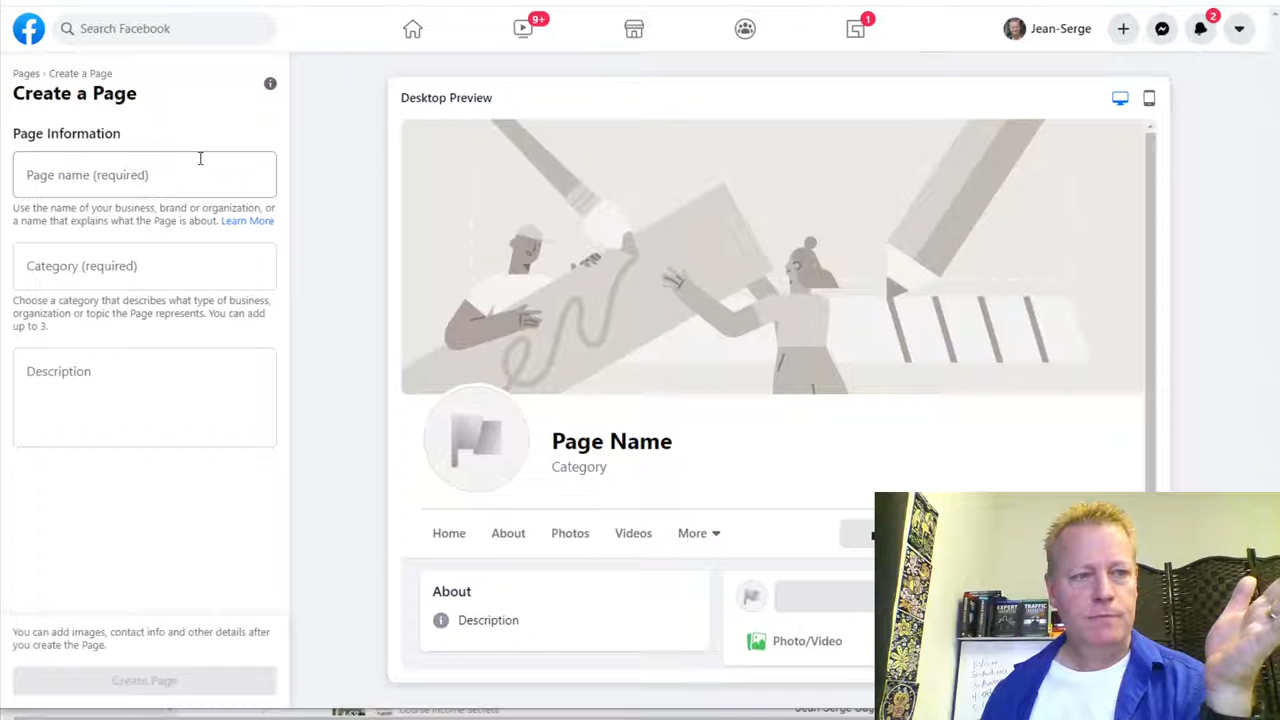 Search Facebook
9+
1
Jean-Serge
2
Pages › Create a Page
Create a Page
Page Information
Page name (required)
Use the name of your business, brand or organization, or
a name that explains what the Page is about. Learn More
Category (required)
Choose a category that describes what type of business,
organization or topic the Page represents. You can add
up to 3.
Description
You can add images, contact info and other details after
you create the Page.
Create Page
Desktop Preview
Page Name
Category
Home
About
Photos
Videos
More
About
Description
Photo/Video
EXPERT
TRAFFIC